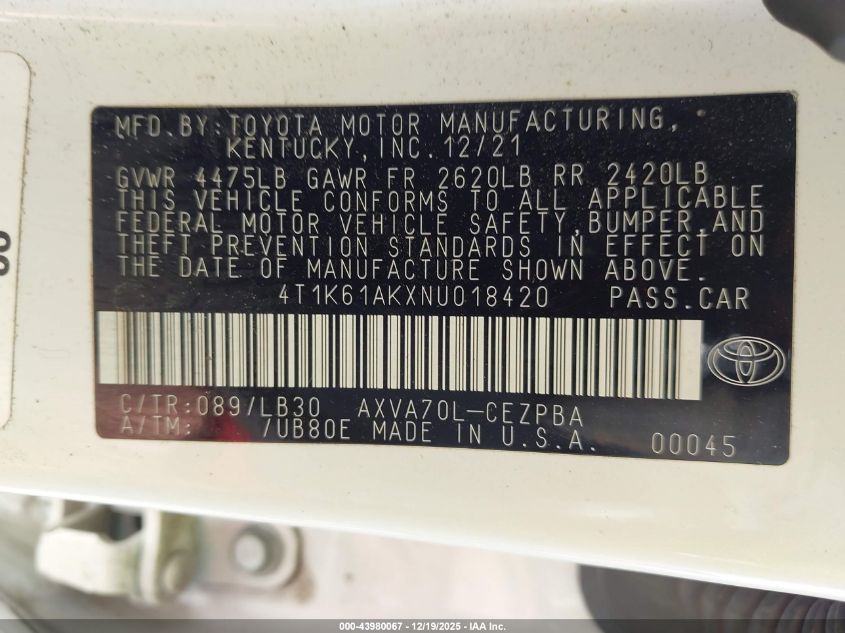 MFD.BY:TOYOTA MOTOR MANUFACTURING,
KENTUCKY,INC.12/21
GVWR 4475LB GAWR FR 2620LB RR 2420LB
THIS VEHICLE CONFORMS TO ALL APPLICABLE
FEDERAL MOTOR VEHICLE SAFETY,BUMPER,AND
THEFT PREVENTION STANDARDS IN EFFECT ON
THE DATE OF MANUFACTURE SHOWN ABOVE.
4T1K61AKXNU018420 PASS.CAR
C/TR:089/LB30 AXVA70L-CEZPBA
A/TM: 7UB80E MADE IN U.S.A. 00045
000-43980067 - 12/19/2025 - IAA Inc.